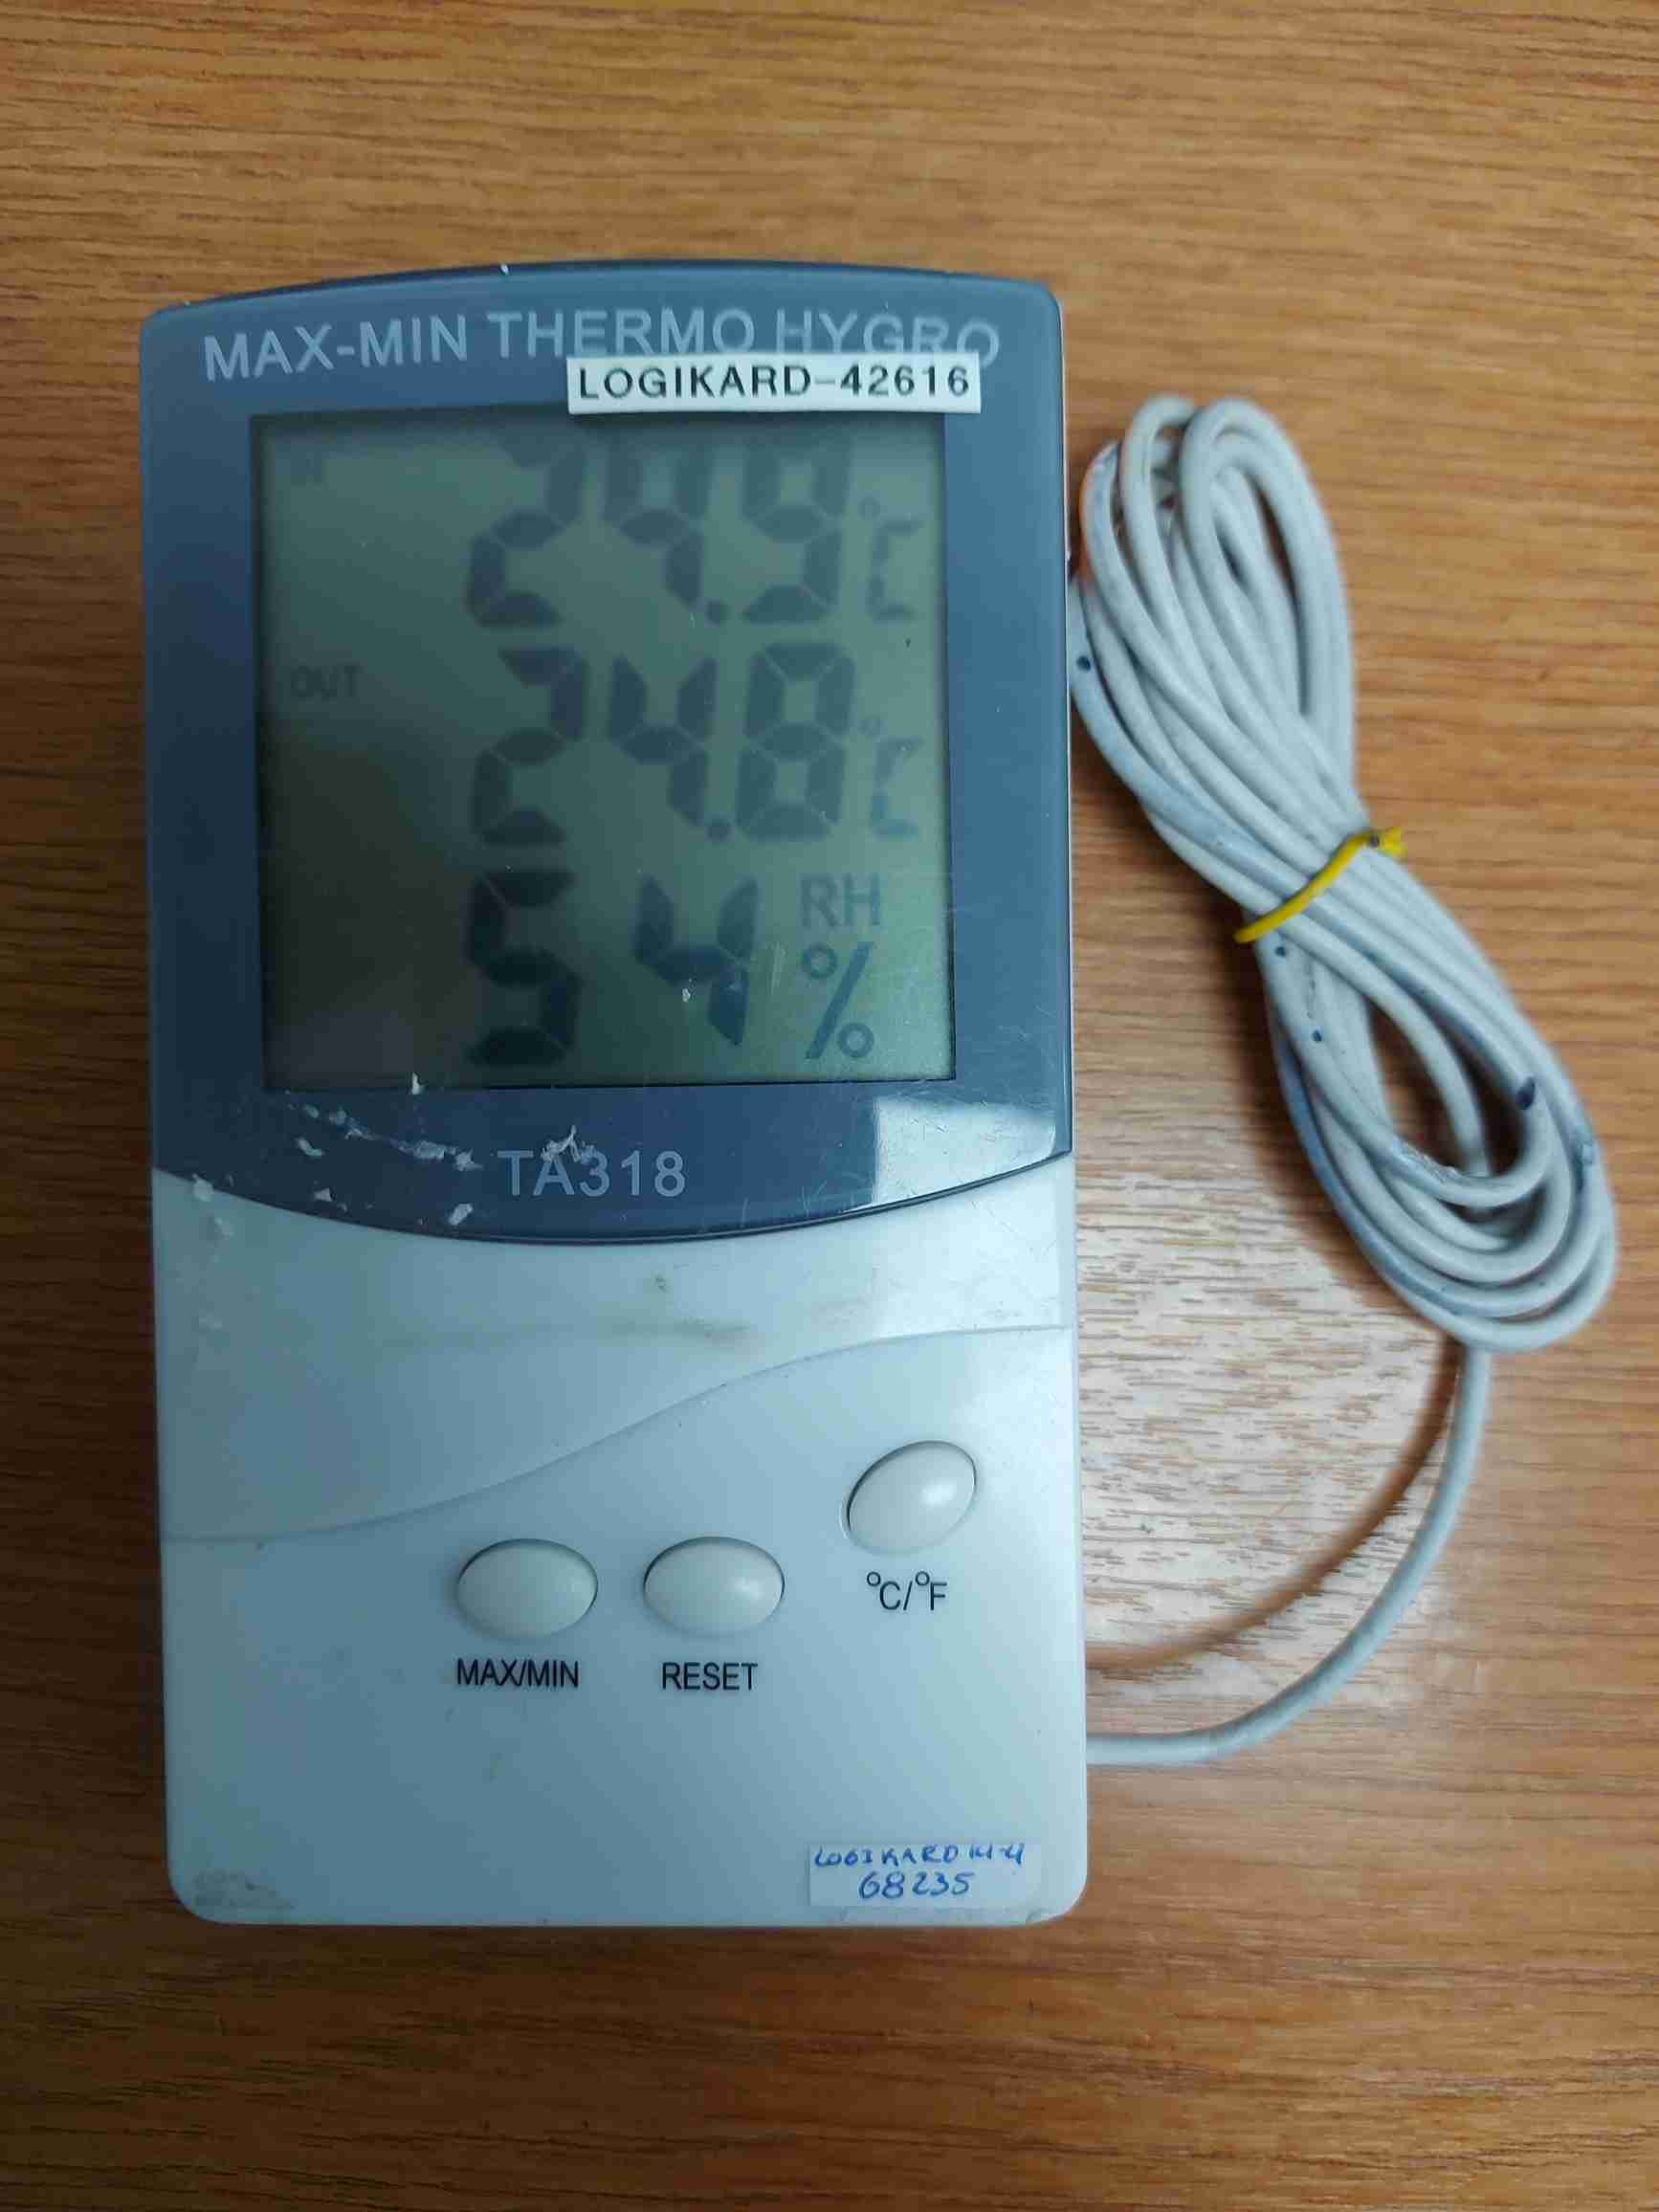 MAX-MIN THERMO HYGRO
LOGIKARD-42616
IN
24.9 °C
OUT
24.8 °C
54 RH %
TA318
°C/°F
MAX/MIN RESET
68235